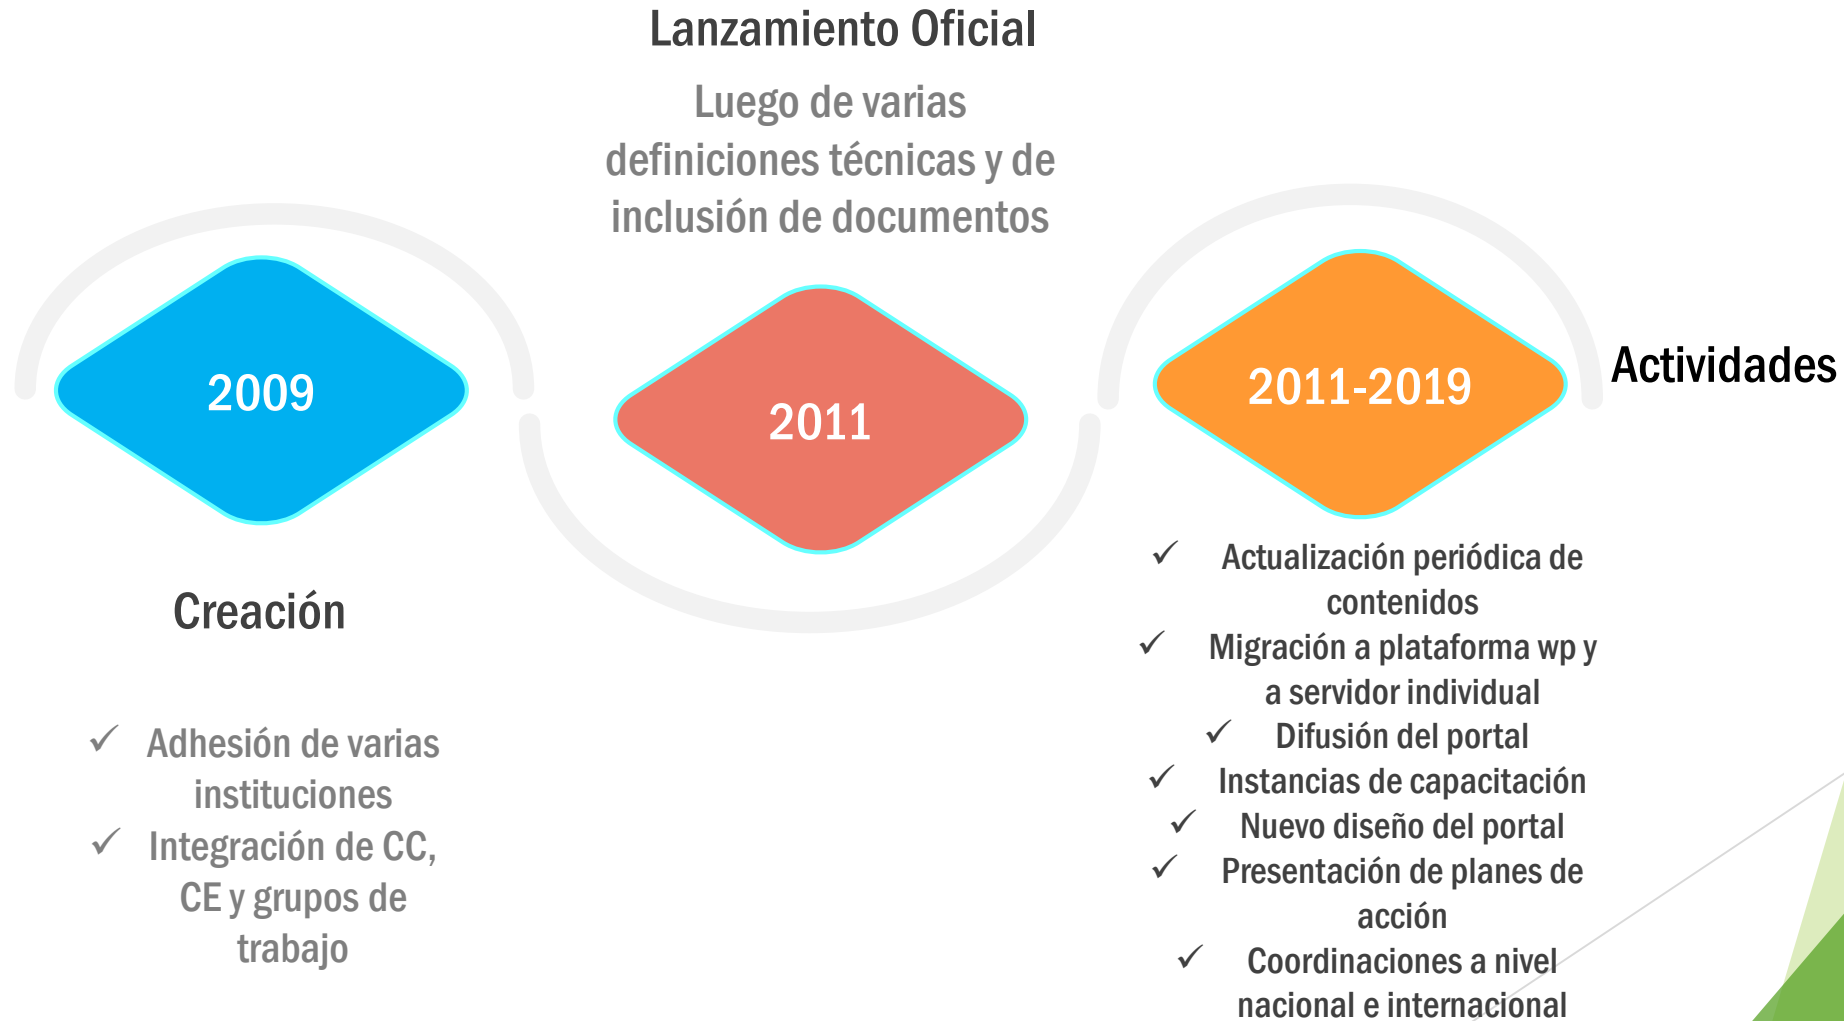 Lanzamiento Oficial
Luego de varias
definiciones técnicas y de
inclusión de documentos
2009
2011
2011-2019
Actividades
Creación
✓ Adhesión de varias
instituciones
✓ Integración de CC,
CE y grupos de
trabajo
✓ Actualización periódica de
contenidos
✓ Migración a plataforma wp y
a servidor individual
✓ Difusión del portal
✓ Instancias de capacitación
✓ Nuevo diseño del portal
✓ Presentación de planes de
acción
✓ Coordinaciones a nivel
nacional e internacional